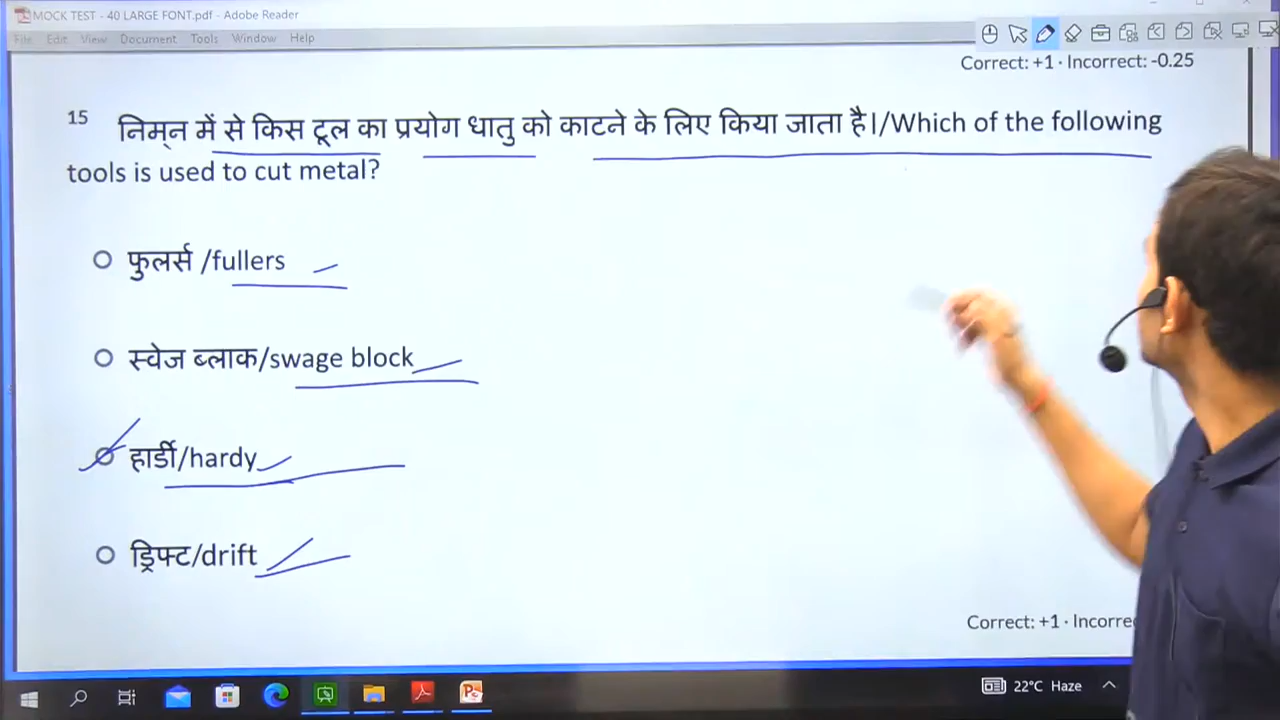 MOCK TEST - 40 LARGE FONT.pdf - Adobe Reader
File Edit View Document Tools Window Help
Correct: +1 · Incorrect: -0.25
15 निम्न में से किस टूल का प्रयोग धातु को काटने के लिए किया जाता है।/Which of the following
tools is used to cut metal?
फुलर्स /fullers
स्वेज ब्लाक/swage block
हार्डी/hardy
ड्रिफ्ट/drift
Correct: +1 · Incorre
22°C Haze